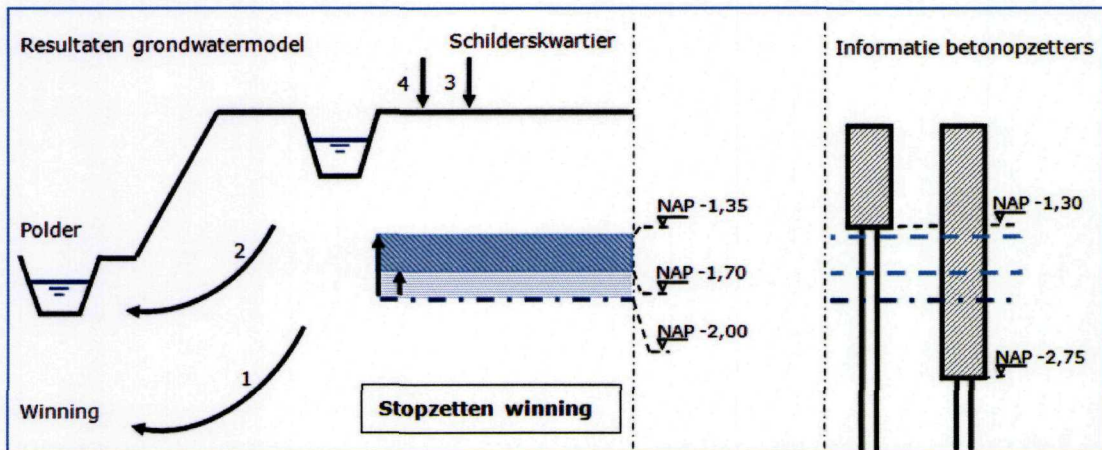 Resultaten grondwatermodel
Schilderskwartier
Informatie betonopzetters
4
3
NAP -1,35
NAP -1,30
Polder
2
NAP -1,70
NAP -2,00
1
NAP -2,75
Winning
Stopzetten winning